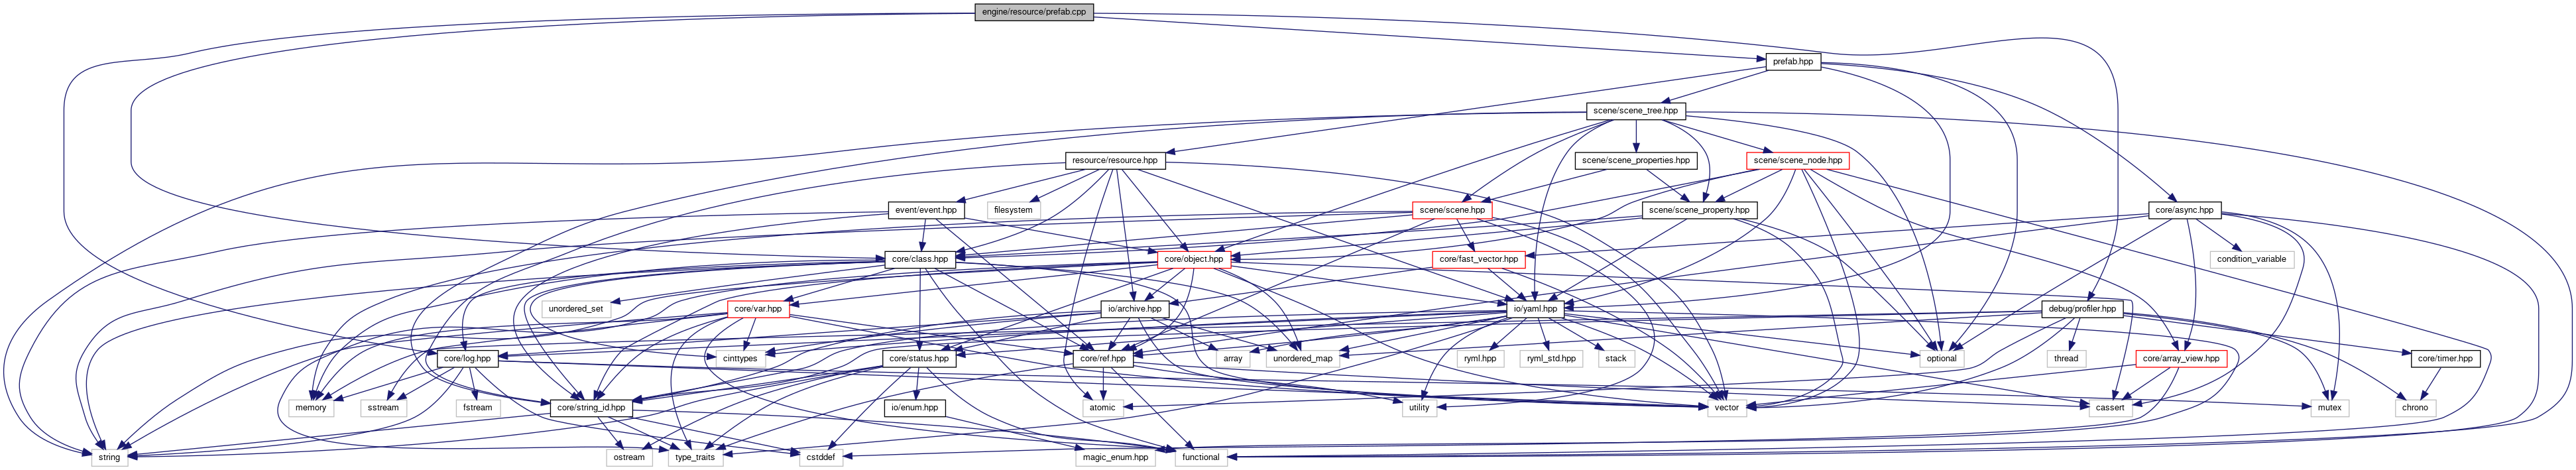 engine/resource/prefab.cpp
prefab.hpp
scene/scene_tree.hpp
resource/resource.hpp
scene/scene_properties.hpp
scene/scene_node.hpp
event/event.hpp
filesystem
scene/scene.hpp
scene/scene_property.hpp
core/async.hpp
core/class.hpp
core/object.hpp
core/fast_vector.hpp
condition_variable
unordered_set
core/var.hpp
io/archive.hpp
io/yaml.hpp
debug/profiler.hpp
core/log.hpp
cinttypes
core/status.hpp
core/ref.hpp
array
unordered_map
ryml.hpp
ryml_std.hpp
stack
optional
thread
core/array_view.hpp
core/timer.hpp
memory
sstream
fstream
core/string_id.hpp
io/enum.hpp
atomic
utility
vector
cassert
mutex
chrono
string
ostream
type_traits
cstddef
magic_enum.hpp
functional